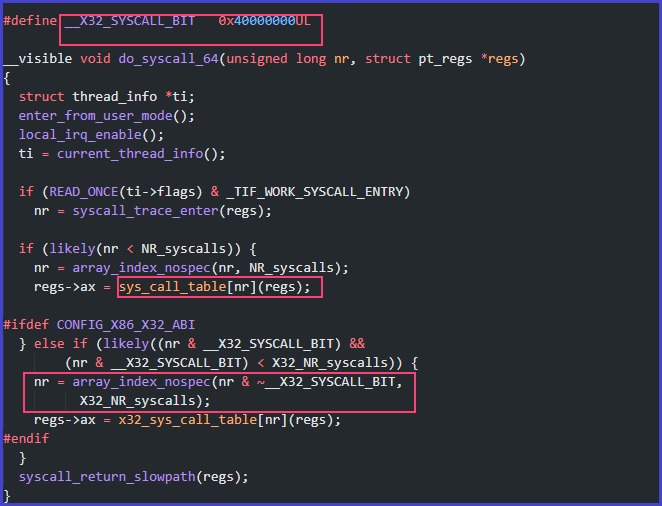 #define __X32_SYSCALL_BIT   0x40000000UL
__visible void do_syscall_64(unsigned long nr, struct pt_regs *regs)
{
  struct thread_info *ti;
  enter_from_user_mode();
  local_irq_enable();
  ti = current_thread_info();
  if (READ_ONCE(ti->flags) & _TIF_WORK_SYSCALL_ENTRY)
    nr = syscall_trace_enter(regs);
  if (likely(nr < NR_syscalls)) {
    nr = array_index_nospec(nr, NR_syscalls);
    regs->ax = sys_call_table[nr](regs);
#ifdef CONFIG_X86_X32_ABI
  } else if (likely((nr & __X32_SYSCALL_BIT) &&
        (nr & __X32_SYSCALL_BIT) < X32_NR_syscalls)) {
    nr = array_index_nospec(nr & ~__X32_SYSCALL_BIT,
          X32_NR_syscalls);
    regs->ax = x32_sys_call_table[nr](regs);
#endif
  }
  syscall_return_slowpath(regs);
}